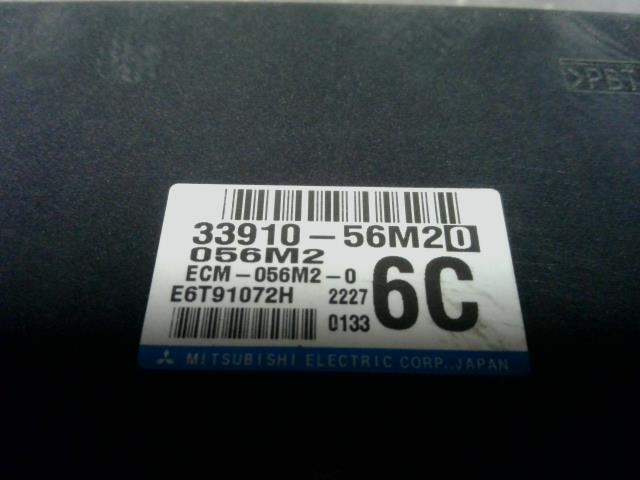 >PBT
33910-56M20
056M2
ECM-056M2-0
E6T91072H 2227
6C
0133
MITSUBISHI ELECTRIC CORP. JAPAN